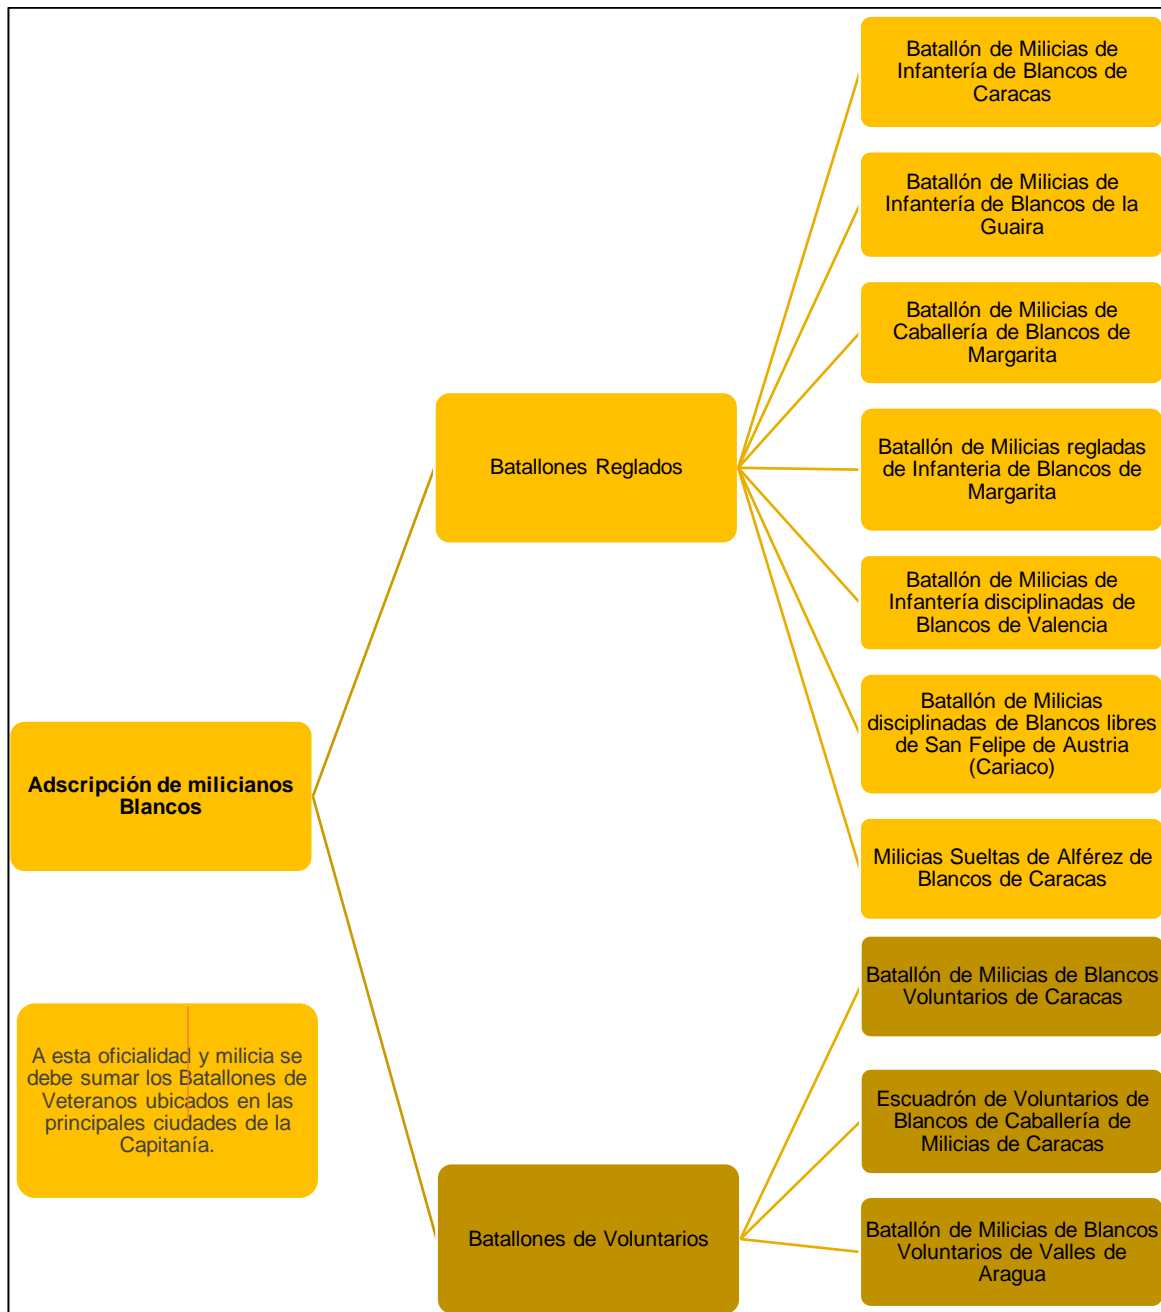 Batallón de Milicias de
Infantería de Blancos de
Caracas
Batallón de Milicias de
Infantería de Blancos de la
Guaira
Batallón de Milicias de
Caballería de Blancos de
Margarita
Batallones Reglados
Batallón de Milicias regladas
de Infanteria de Blancos de
Margarita
Batallón de Milicias de
Infantería disciplinadas de
Blancos de Valencia
Batallón de Milicias
disciplinadas de Blancos libres
de San Felipe de Austria
(Cariaco)
Adscripción de milicianos
Blancos
Milicias Sueltas de Alférez de
Blancos de Caracas
Batallón de Milicias de Blancos
Voluntarios de Caracas
A esta oficialidad y milicia se
debe sumar los Batallones de
Veteranos ubicados en las
principales ciudades de la
Capitanía.
Escuadrón de Voluntarios de
Blancos de Caballería de
Milicias de Caracas
Batallones de Voluntarios
Batallón de Milicias de Blancos
Voluntarios de Valles de
Aragua